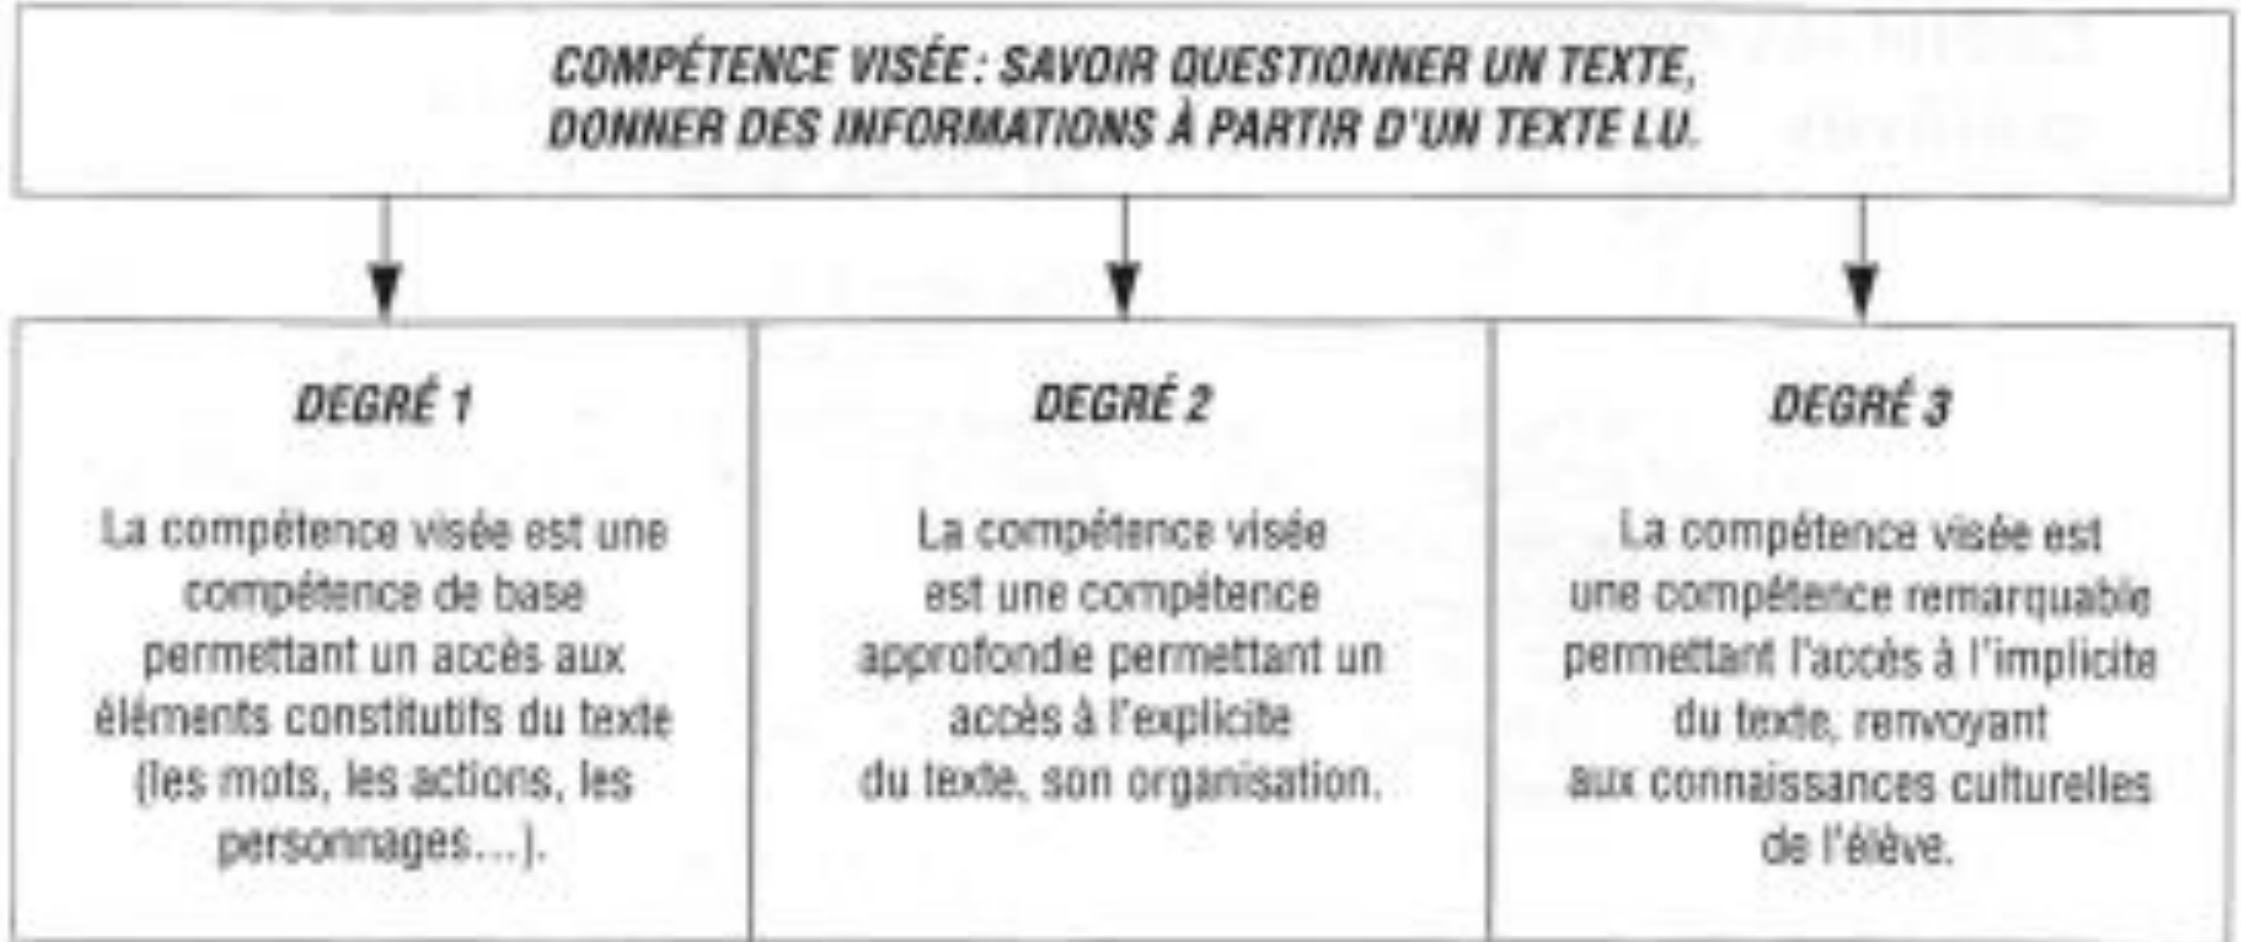 COMPÉTENCE VISÉE : SAVOIR QUESTIONNER UN TEXTE,
DONNER DES INFORMATIONS À PARTIR D'UN TEXTE LU.
DEGRÉ 1
La compétence visée est une
compétence de base
permettant un accès aux
éléments constitutifs du texte
(les mots, les actions, les
personnages...).
DEGRÉ 2
La compétence visée
est une compétence
approfondie permettant un
accès à l'explicite
du texte, son organisation.
DEGRÉ 3
La compétence visée est
une compétence remarquable
permettant l'accès à l'implicite
du texte, renvoyant
aux connaissances culturelles
de l'élève.